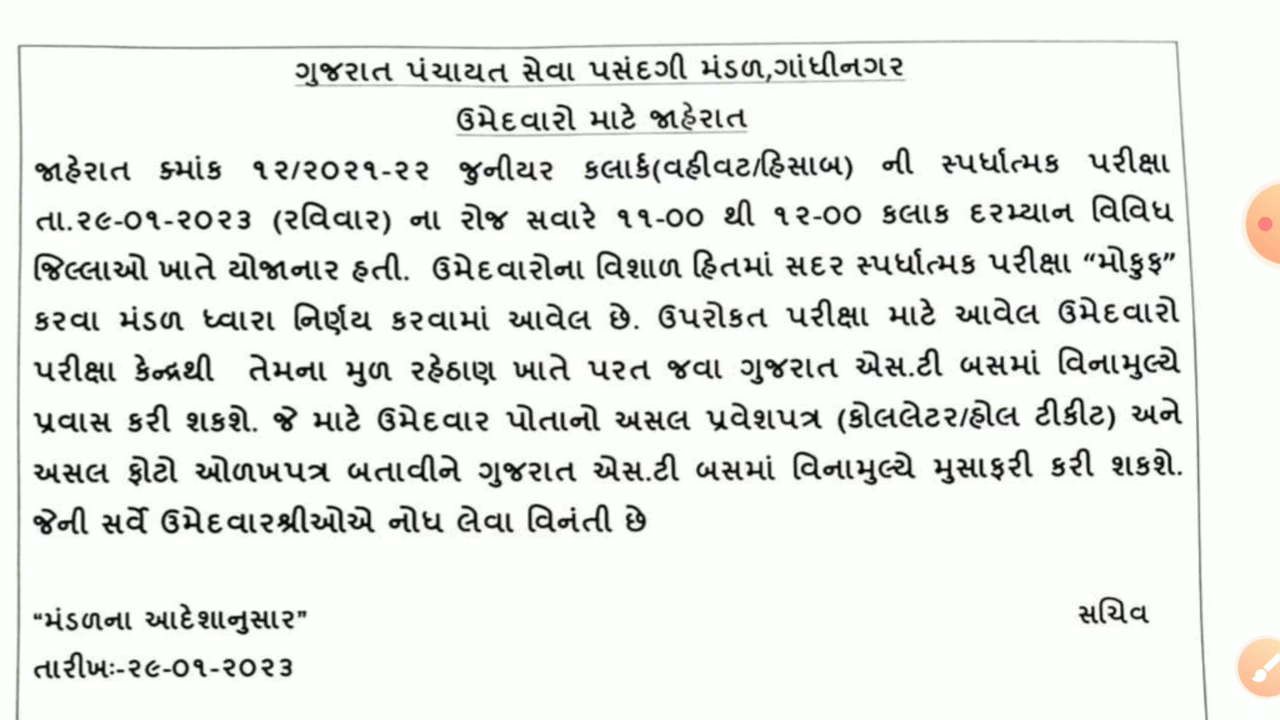 ગુજરાત પંચાયત સેવા પસંદગી મંડળ,ગાંધીનગર
ઉમેદવારો માટે જાહેરાત
જાહેરાત ક્માંક ૧૨/૨૦૨૧-૨૨ જુનીયર કલાર્ક(વહીવટ/હિસાબ) ની સ્પર્ધાત્મક પરીક્ષા
તા.૨૯-૦૧-૨૦૨૩ (રવિવાર) ના રોજ સવારે ૧૧-૦૦ થી ૧૨-૦૦ કલાક દરમ્યાન વિવિધ
જિલ્લાઓ ખાતે યોજાનાર હતી. ઉમેદવારોના વિશાળ હિતમાં સદર સ્પર્ધાત્મક પરીક્ષા “મોકુફ”
કરવા મંડળ ધ્વારા નિર્ણય કરવામાં આવેલ છે. ઉપરોકત પરીક્ષા માટે આવેલ ઉમેદવારો
પરીક્ષા કેન્દ્રથી તેમના મુળ રહેઠાણ ખાતે પરત જવા ગુજરાત એસ.ટી બસમાં વિનામુલ્યે
પ્રવાસ કરી શકશે. જે માટે ઉમેદવાર પોતાનો અસલ પ્રવેશપત્ર (કોલલેટર/હોલ ટીકીટ) અને
અસલ ફોટો ઓળખપત્ર બતાવીને ગુજરાત એસ.ટી બસમાં વિનામુલ્યે મુસાફરી કરી શકશે.
જેની સર્વે ઉમેદવારશ્રીઓએ નોધ લેવા વિનંતી છે
“મંડળના આદેશાનુસાર” સચિવ
તારીખઃ-૨૯-૦૧-૨૦૨૩